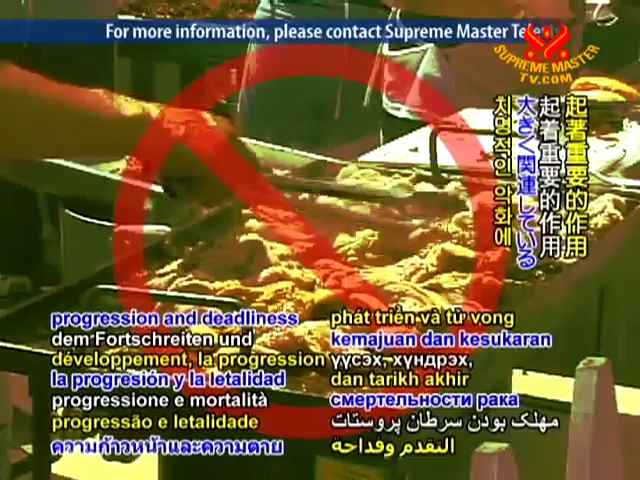 For more information, please contact Supreme Master
SUPREME MASTER
TV.COM
起著重要的作用
起着重要的作用
大きく関連している
치명적인 악화에
progression and deadliness
dem Fortschreiten und
développement, la progression
la progresión y la letalidad
progressione e mortalità
progressão e letalidade
ความก้าวหน้าและความตาย
phát triển và tử vong
kemajuan dan kesukaran
үүсэх, хүндрэх,
dan tarikh akhir
смертельности рака
مهلک بودن سرطان پروستات
التقدم وفداحة